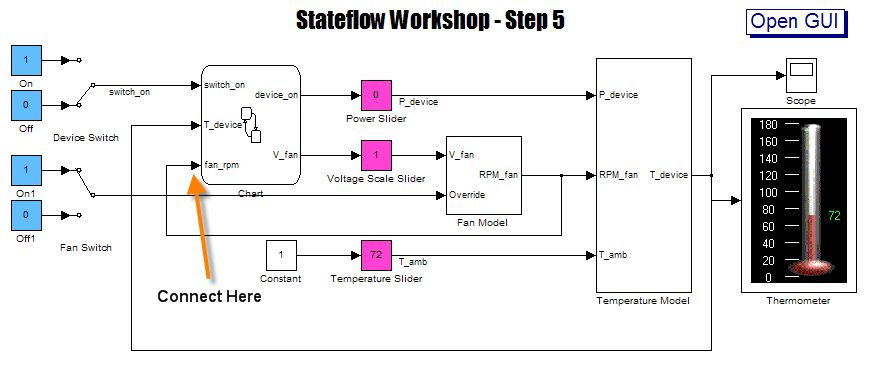 Stateflow Workshop - Step 5
Open GUI
1
On
0
Off
switch_on
Device Switch
1
On1
0
Off1
Fan Switch
switch_on
T_device
fan_rpm
device_on
V_fan
Chart
0
Power Slider
P_device
1
Voltage Scale Slider
V_fan
Override
RPM_fan
Fan Model
1
Constant
72
Temperature Slider
T_amb
P_device
RPM_fan
T_amb
T_device
Temperature Model
Scope
180
160
140
120
100
80
60
40
20
0
72
Thermometer
Connect Here